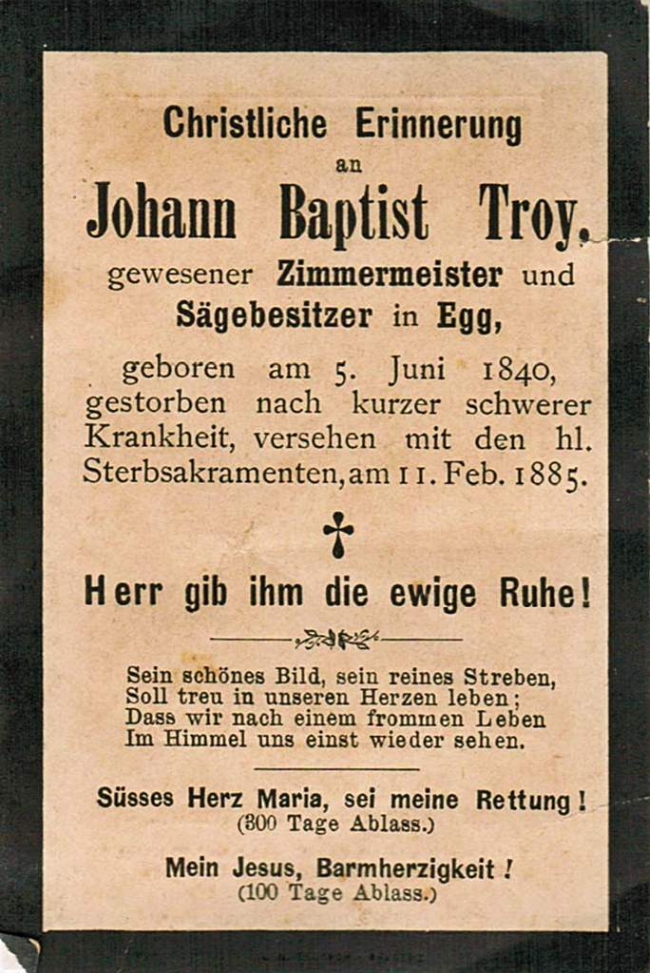 Christliche Erinnerung
an
Johann Baptist Troy,
gewesener Zimmermeister und
Sägebesitzer in Egg,
geboren am 5. Juni 1840,
gestorben nach kurzer schwerer
Krankheit, versehen mit den hl.
Sterbsakramenten, am 11. Feb. 1885.
Herr gib ihm die ewige Ruhe!
Sein schönes Bild, sein reines Streben,
Soll treu in unseren Herzen leben;
Dass wir nach einem frommen Leben
Im Himmel uns einst wieder sehen.
Süsses Herz Maria, sei meine Rettung!
(300 Tage Ablass.)
Mein Jesus, Barmherzigkeit!
(100 Tage Ablass.)